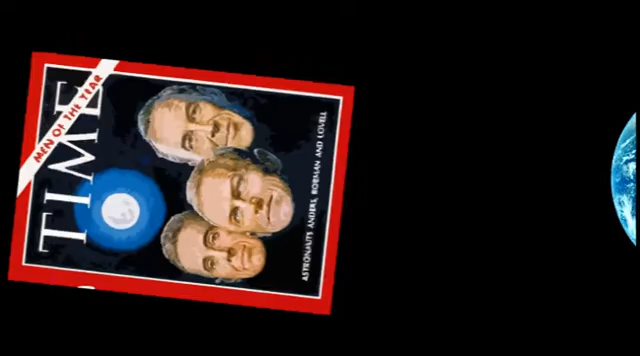 MEN OF THE YEAR
TIME
ASTRONAUTS ANDERS, BORMAN AND LOVELL